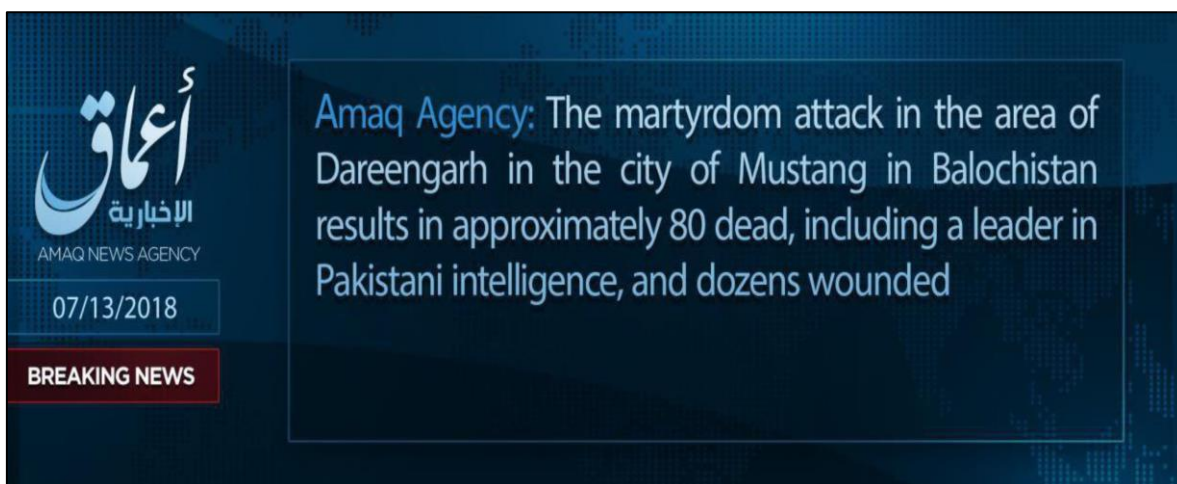 أعماق
الإخبارية
AMAQ NEWS AGENCY
07/13/2018
BREAKING NEWS
Amaq Agency: The martyrdom attack in the area of
Dareengarh in the city of Mustang in Balochistan
results in approximately 80 dead, including a leader in
Pakistani intelligence, and dozens wounded